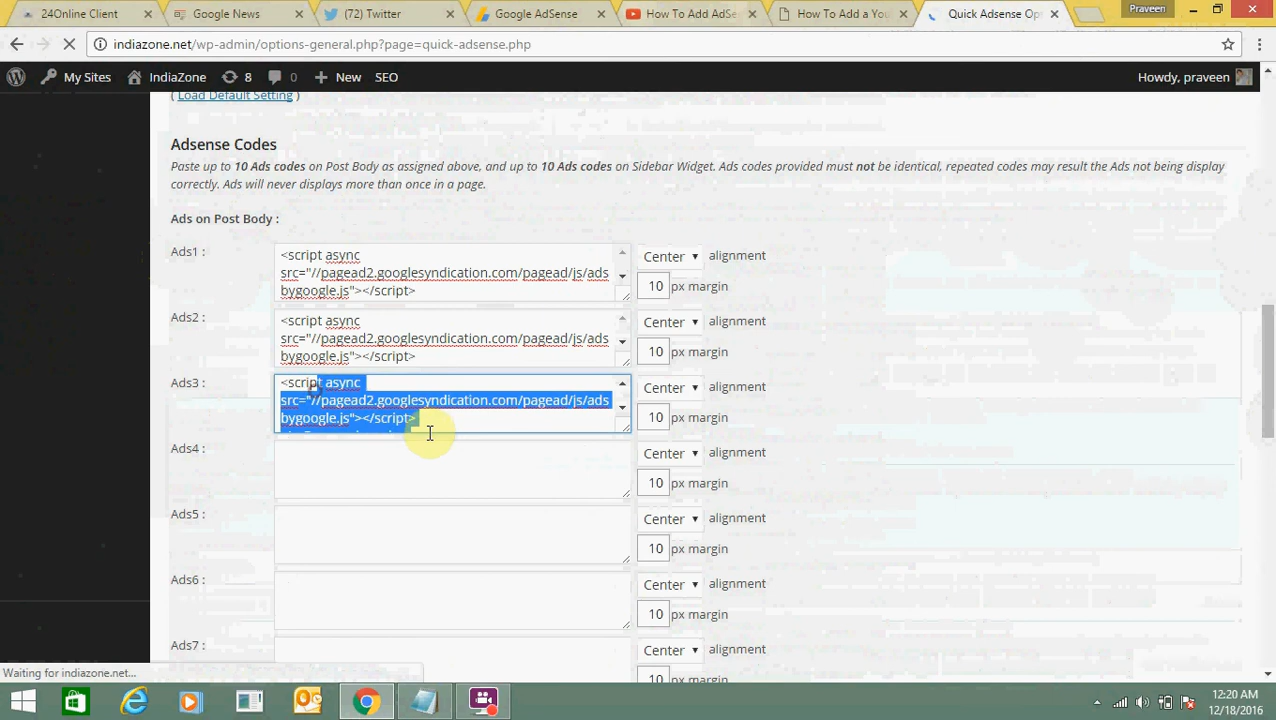 24Online Client
Google News
(72) Twitter
Google AdSense
How To Add AdSe
How To Add a You
Quick Adsense Op
Praveen
indiazone.net/wp-admin/options-general.php?page=quick-adsense.php
My Sites
IndiaZone
8
0
New
SEO
Howdy, praveen
( Load Default Setting )
Adsense Codes
Paste up to 10 Ads codes on Post Body as assigned above, and up to 10 Ads codes on Sidebar Widget. Ads codes provided must not be identical, repeated codes may result the Ads not being display
correctly. Ads will never displays more than once in a page.
Ads on Post Body :
Ads1 :
<script async
src="//pagead2.googlesyndication.com/pagead/js/ads
bygoogle.js"></script>
Center
alignment
10
px margin
Ads2 :
<script async
src="//pagead2.googlesyndication.com/pagead/js/ads
bygoogle.js"></script>
Center
alignment
10
px margin
Ads3 :
<script async
src="//pagead2.googlesyndication.com/pagead/js/ads
bygoogle.js"></script>
Center
alignment
10
px margin
Ads4 :
Center
alignment
10
px margin
Ads5 :
Center
alignment
10
px margin
Ads6 :
Center
alignment
10
px margin
Ads7 :
Center
alignment
10
px margin
Waiting for indiazone.net...
12:20 AM
12/18/2016